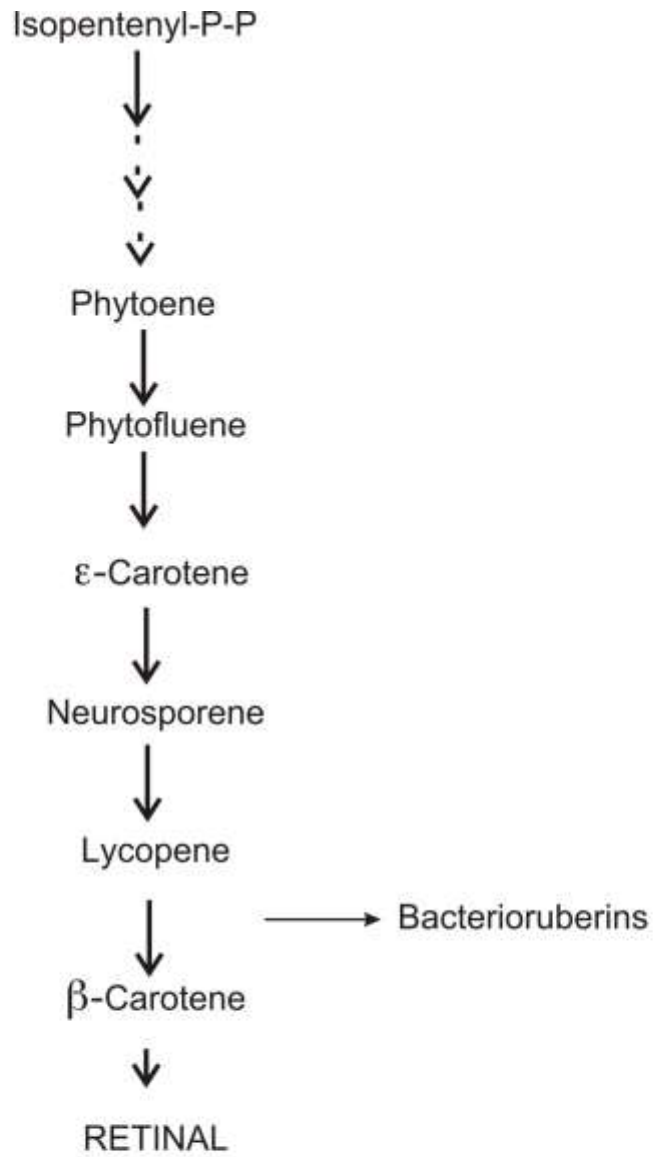 Isopentenyl-P-P
Phytoene
Phytofluene
ε-Carotene
Neurosporene
Lycopene
Bacterioruberins
β-Carotene
RETINAL